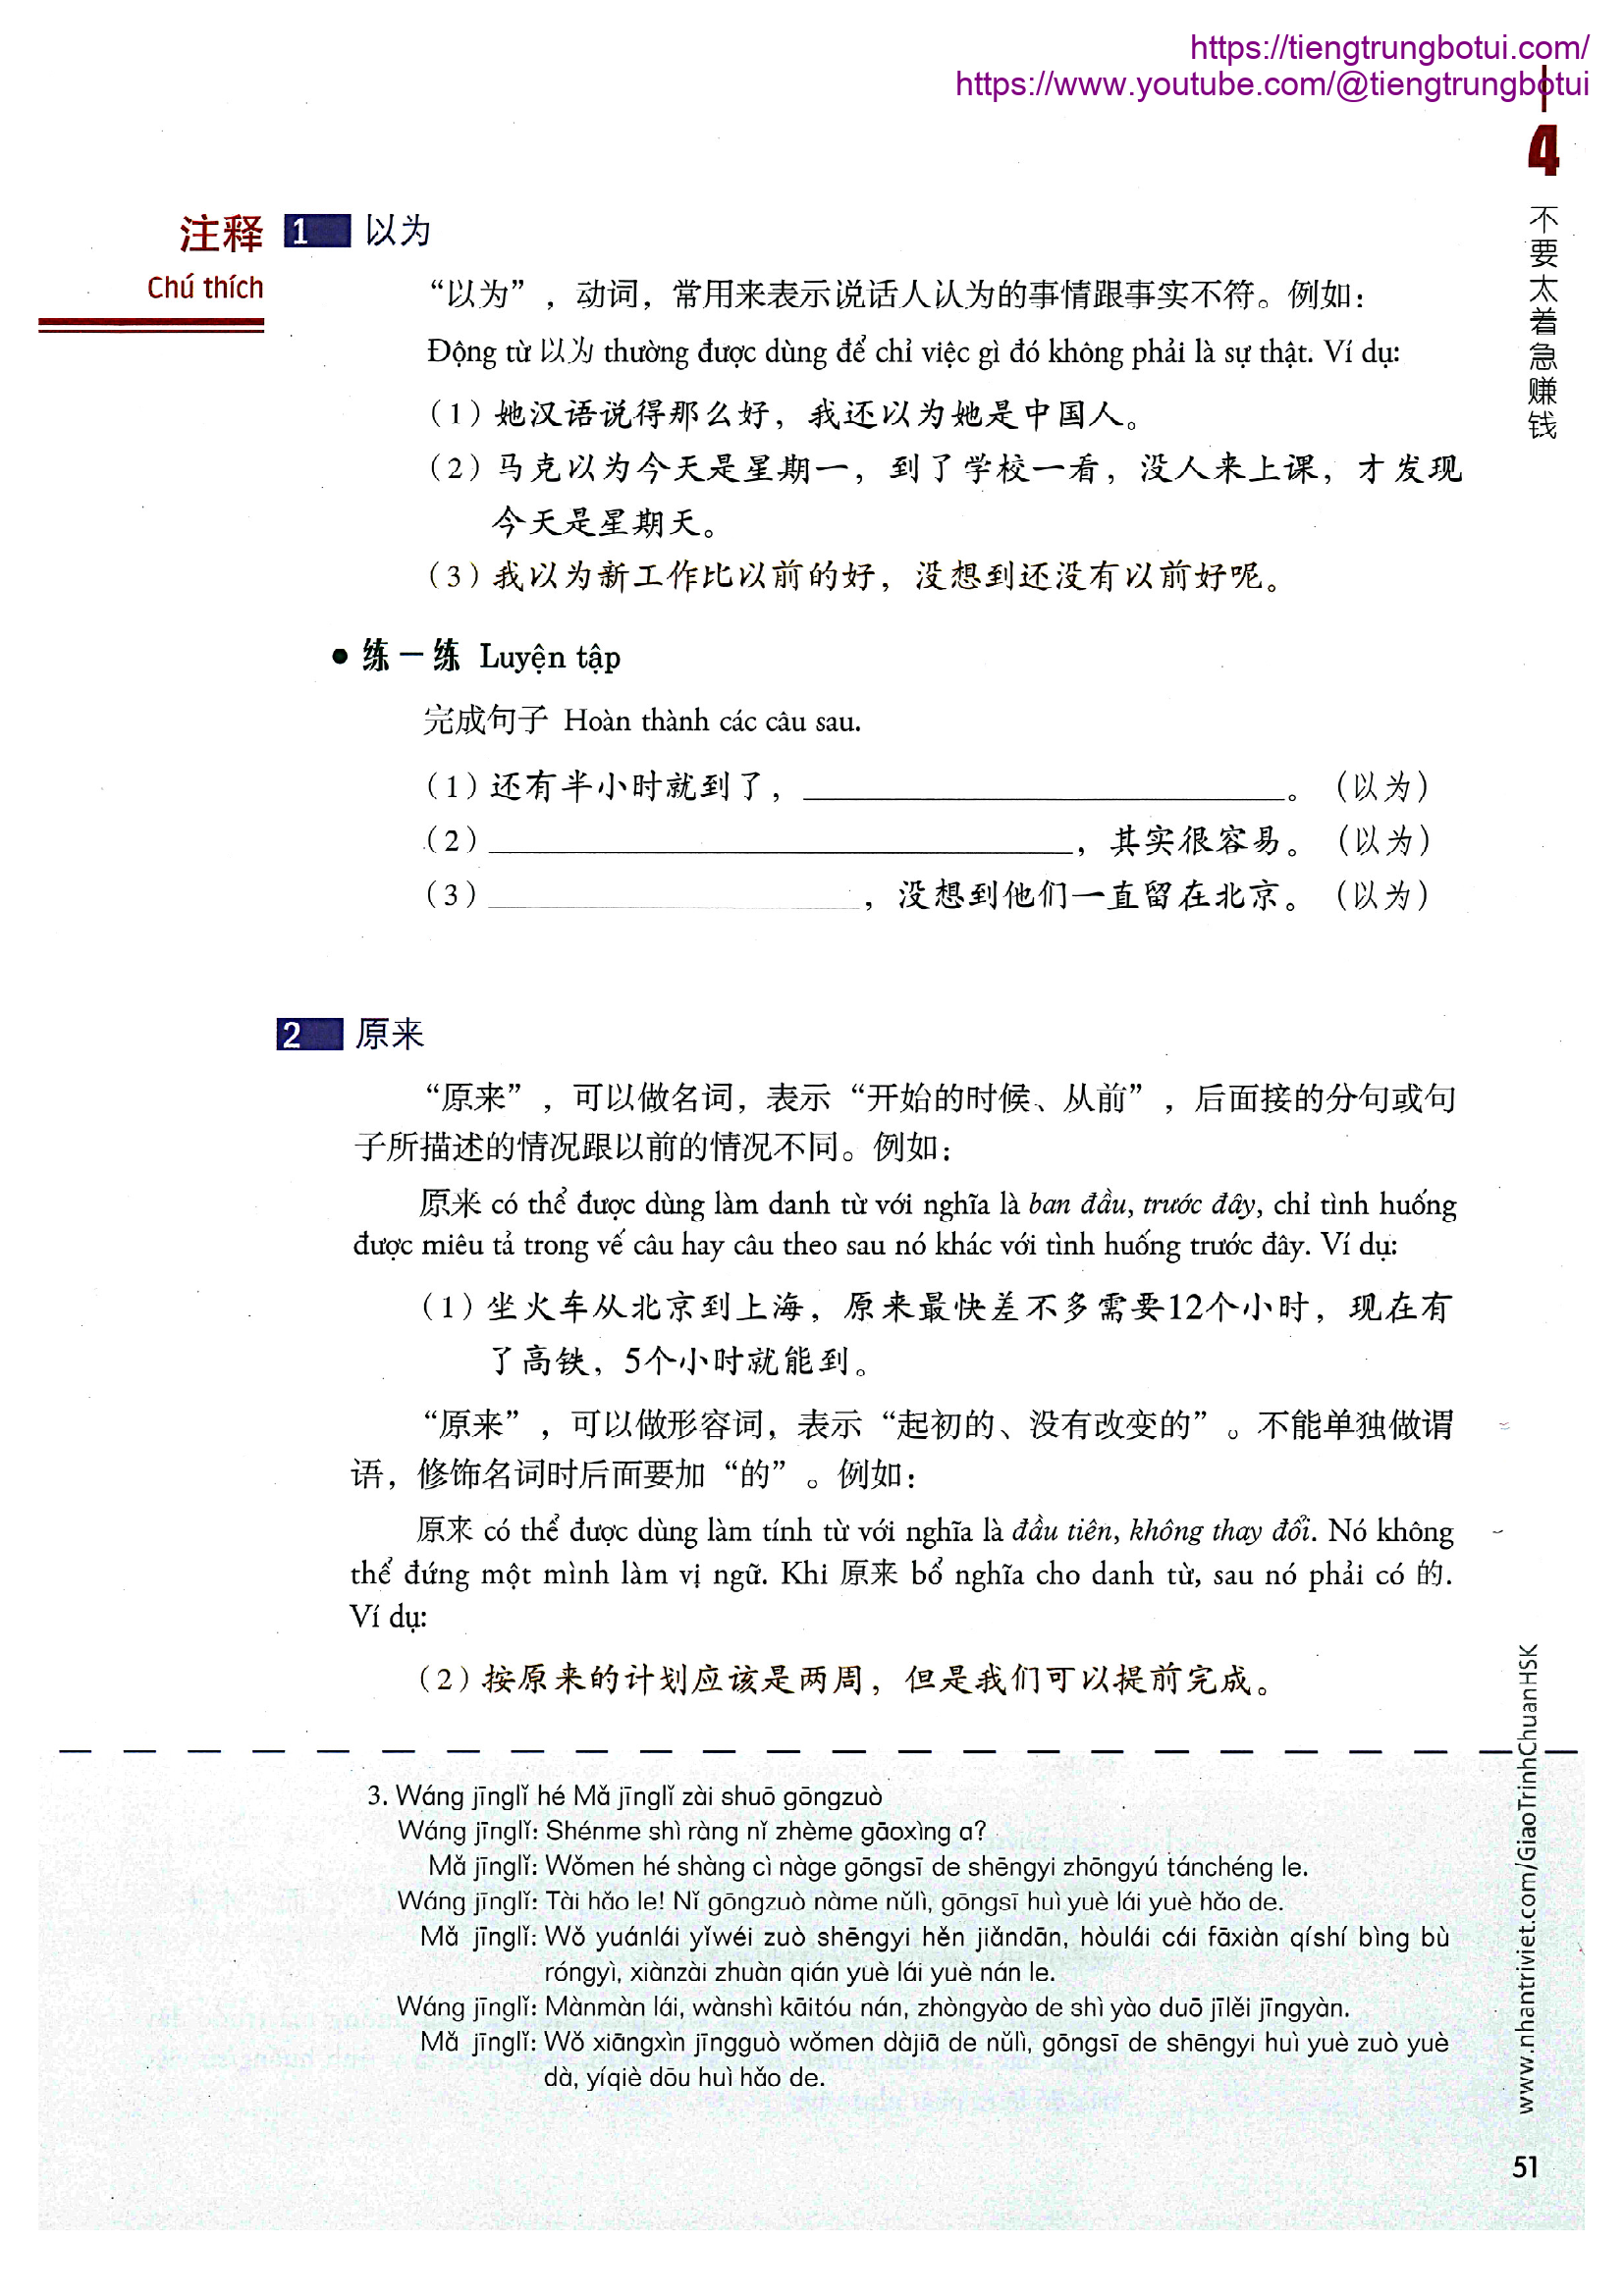 https://tiengtrungbotui.com/
https://www.youtube.com/@tiengtrungbotui
4
不要太着急赚钱
注释
Chú thích
1 以为
“以为”，动词，常用来表示说话人认为的事情跟事实不符。例如：
Động từ 以为 thường được dùng để chỉ việc gì đó không phải là sự thật. Ví dụ:
（1）她汉语说得那么好，我还以为她是中国人。
（2）马克以为今天是星期一，到了学校一看，没人来上课，才发现
今天是星期天。
（3）我以为新工作比以前的好，没想到还没有以前好呢。
● 练一练 Luyện tập
完成句子 Hoàn thành các câu sau.
（1）还有半小时就到了，____________________。（以为）
（2）____________________，其实很容易。（以为）
（3）____________________，没想到他们一直留在北京。（以为）
2 原来
“原来”，可以做名词，表示“开始的时候、从前”，后面接的分句或句
子所描述的情况跟以前的情况不同。例如：
原来 có thể được dùng làm danh từ với nghĩa là ban đầu, trước đây, chỉ tình huống
được miêu tả trong vế câu hay câu theo sau nó khác với tình huống trước đây. Ví dụ:
（1）坐火车从北京到上海，原来最快差不多需要12个小时，现在有
了高铁，5个小时就能到。
“原来”，可以做形容词，表示“起初的、没有改变的”。不能单独做谓
语，修饰名词时后面要加“的”。例如：
原来 có thể được dùng làm tính từ với nghĩa là đầu tiên, không thay đổi. Nó không
thể đứng một mình làm vị ngữ. Khi 原来 bổ nghĩa cho danh từ, sau nó phải có 的.
Ví dụ:
（2）按原来的计划应该是两周，但是我们可以提前完成。
3. Wáng jīnglǐ hé Mǎ jīnglǐ zài shuō gōngzuò
Wáng jīnglǐ: Shénme shì ràng nǐ zhème gāoxìng a?
Mǎ jīnglǐ: Wǒmen hé shàng cì nàge gōngsī de shēngyi zhōngyú tánchéng le.
Wáng jīnglǐ: Tài hǎo le! Nǐ gōngzuò nàme nǔlì, gōngsī huì yuè lái yuè hǎo de.
Mǎ jīnglǐ: Wǒ yuánlái yǐwéi zuò shēngyi hěn jiǎndān, hòulái cái fāxiàn qíshí bìng bù
róngyì, xiànzài zhuàn qián yuè lái yuè nán le.
Wáng jīnglǐ: Mànmàn lái, wànshì kāitóu nán, zhòngyào de shì yào duō jīlěi jīngyàn.
Mǎ jīnglǐ: Wǒ xiāngxìn jīngguò wǒmen dàjiā de nǔlì, gōngsī de shēngyi huì yuè zuò yuè
dà, yíqiè dōu huì hǎo de.
www.nhantriviet.com/GiaoTrinhChuanHSK
51